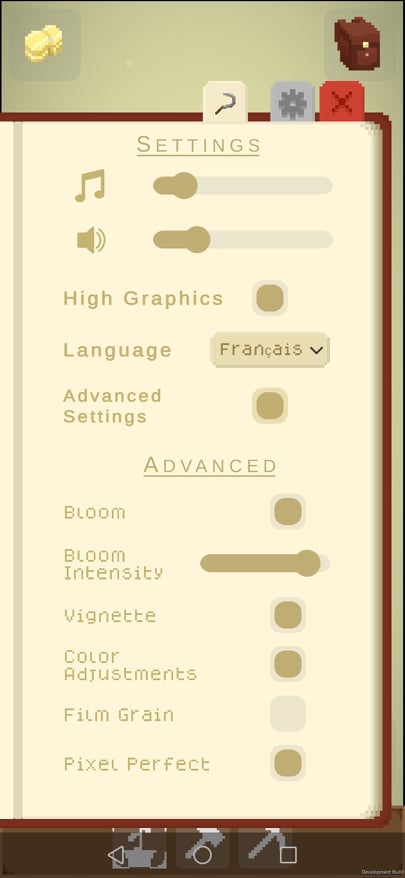 SETTINGS
High Graphics
Language
Français
Advanced
Settings
ADVANCED
Bloom
Bloom
Intensity
Vignette
Color
Adjustments
Film Grain
Pixel Perfect
Development Build